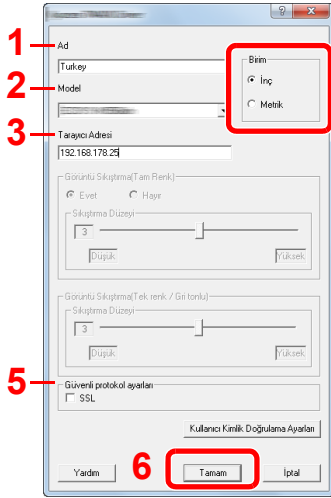 1
Ad
Turkey
Birim
İnç
Metrik
2
Model
3
Tarayıcı Adresi
192.168.178.25
Görüntü Sıkıştırma(Tam Renk)
Evet Hayır
Sıkıştırma Düzeyi
3
Düşük Yüksek
Görüntü Sıkıştırma(Tek renk / Gri tonlu)
Sıkıştırma Düzeyi
3
Düşük Yüksek
5
Güvenli protokol ayarları
SSL
Kullanıcı Kimlik Doğrulama Ayarları
6
Yardım Tamam İptal